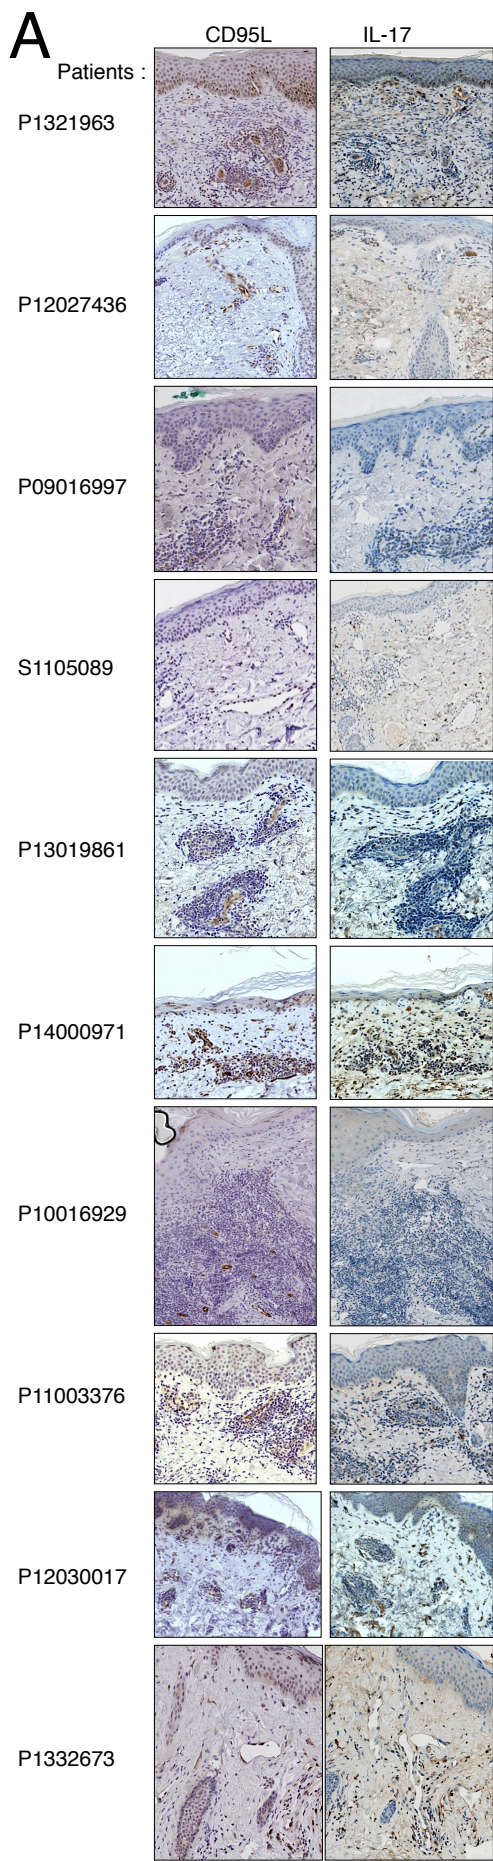 A
CD95L IL-17
Patients :
P1321963
P12027436
P09016997
S1105089
P13019861
P14000971
P10016929
P11003376
P12030017
P1332673